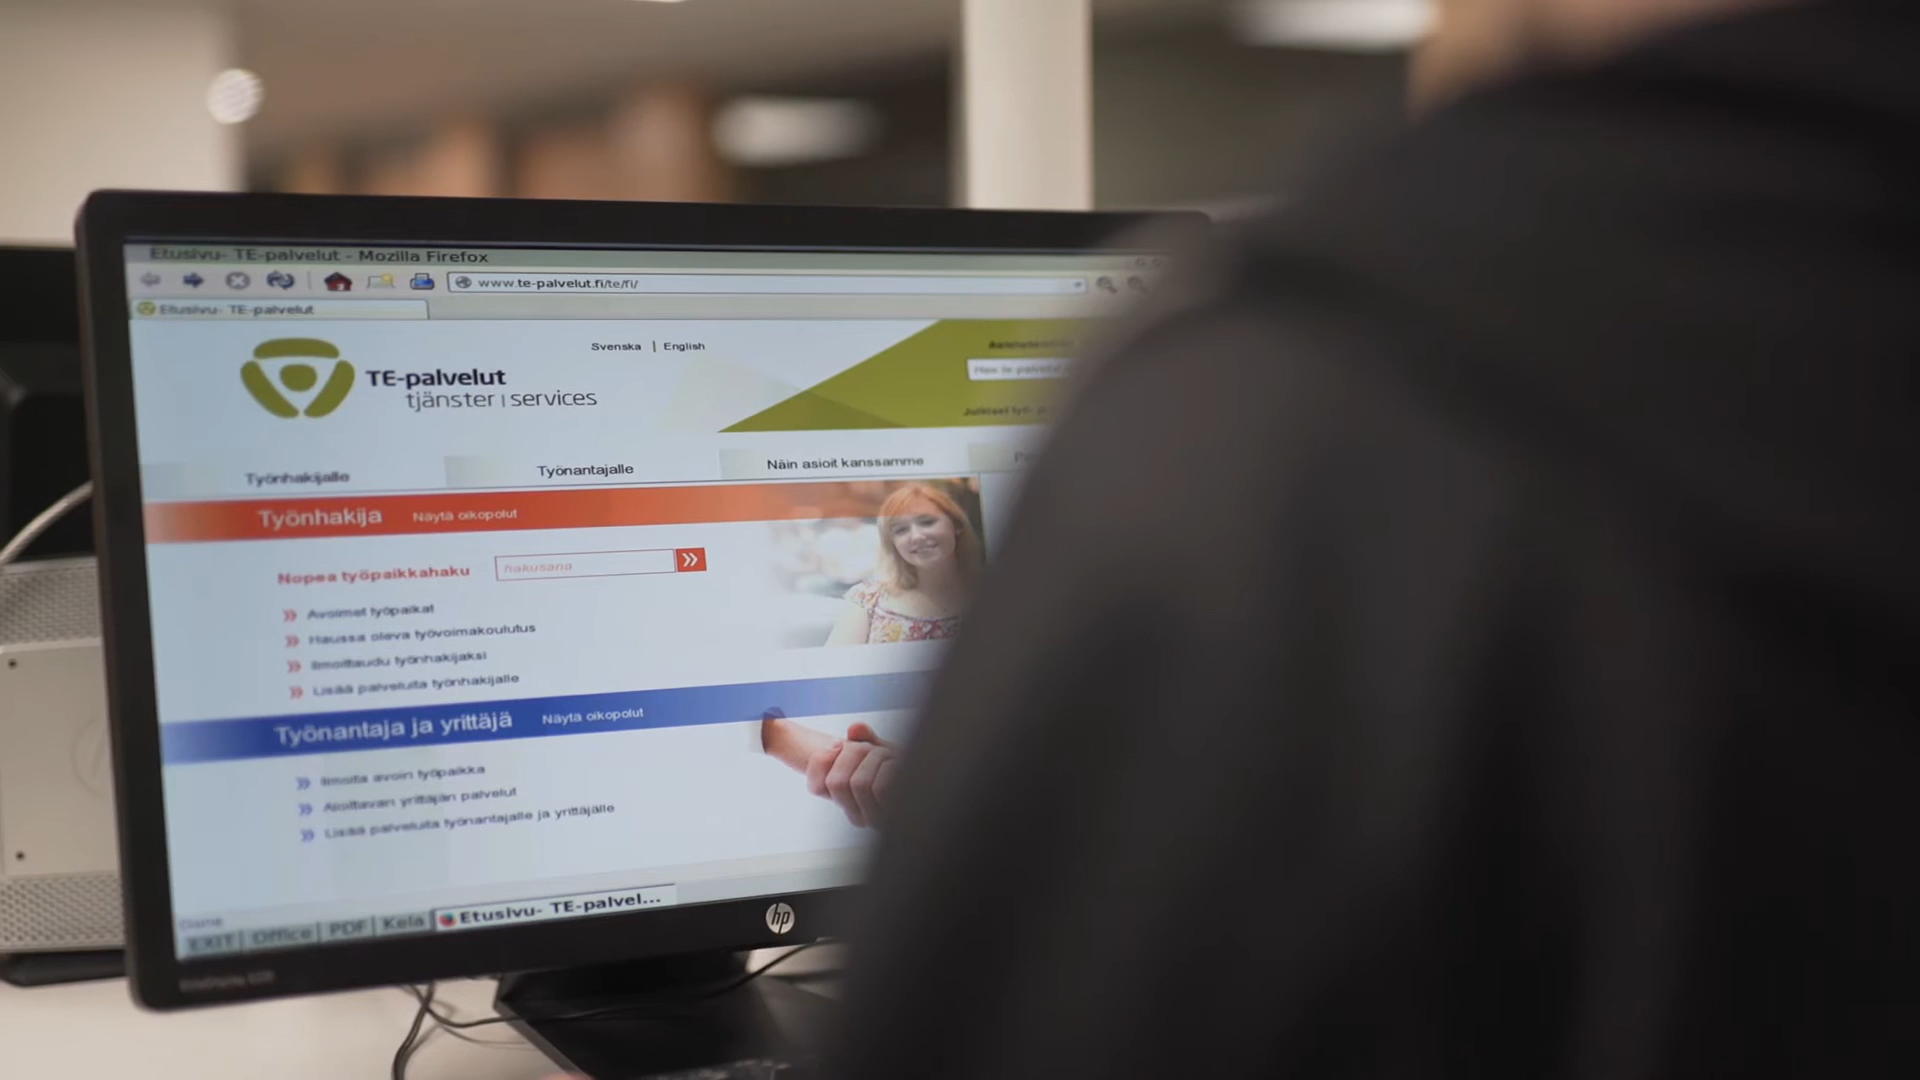 Etusivu- TE-palvelut - Mozilla Firefox
www.te-palvelut.fi/te/fi/
Etusivu- TE-palvelut
Svenska | English
TE-palvelut
tjänster | services
Työnhakijalle
Työnantajalle
Näin asioit kanssamme
Työnhakija Näytä oikopolut
Nopea työpaikkahaku
hakusana
Avoimet työpaikat
Haussa oleva työvoimakoulutus
Ilmoittaudu työnhakijaksi
Lisää palveluita työnhakijalle
Työnantaja ja yrittäjä Näytä oikopolut
Ilmoita avoin työpaikka
Aloittavan yrittäjän palvelut
Lisää palveluita työnantajalle ja yrittäjälle
EXIT | Office | PDF | Kela Etusivu- TE-palvel...
hp